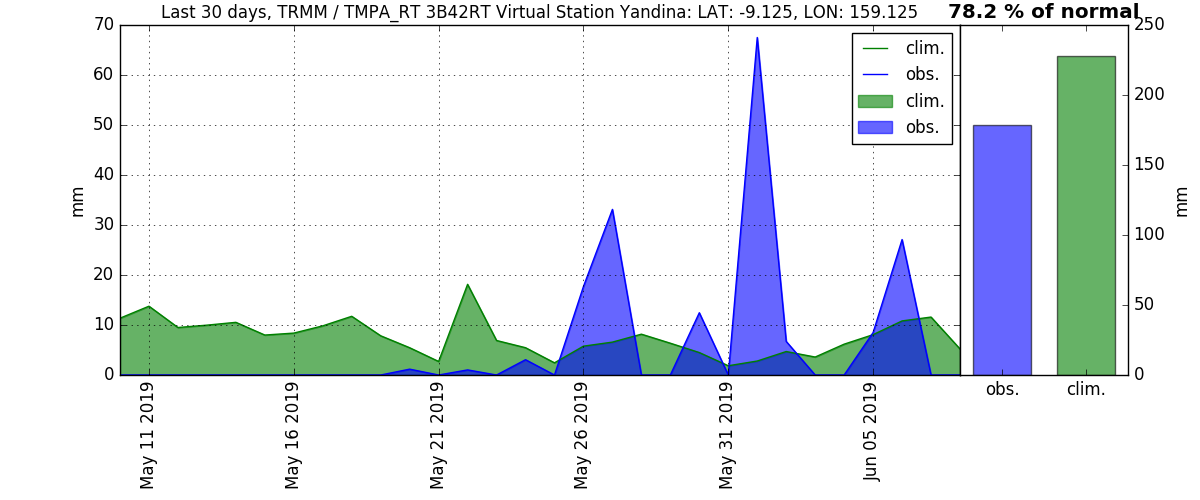 Last 30 days, TRMM / TMPA_RT 3B42RT Virtual Station Yandina: LAT: -9.125, LON: 159.125
78.2 % of normal
70
60
50
40
30
20
10
0
mm
May 11 2019
May 16 2019
May 21 2019
May 26 2019
May 31 2019
Jun 05 2019
clim.
obs.
clim.
obs.
250
200
150
100
50
0
mm
obs.
clim.